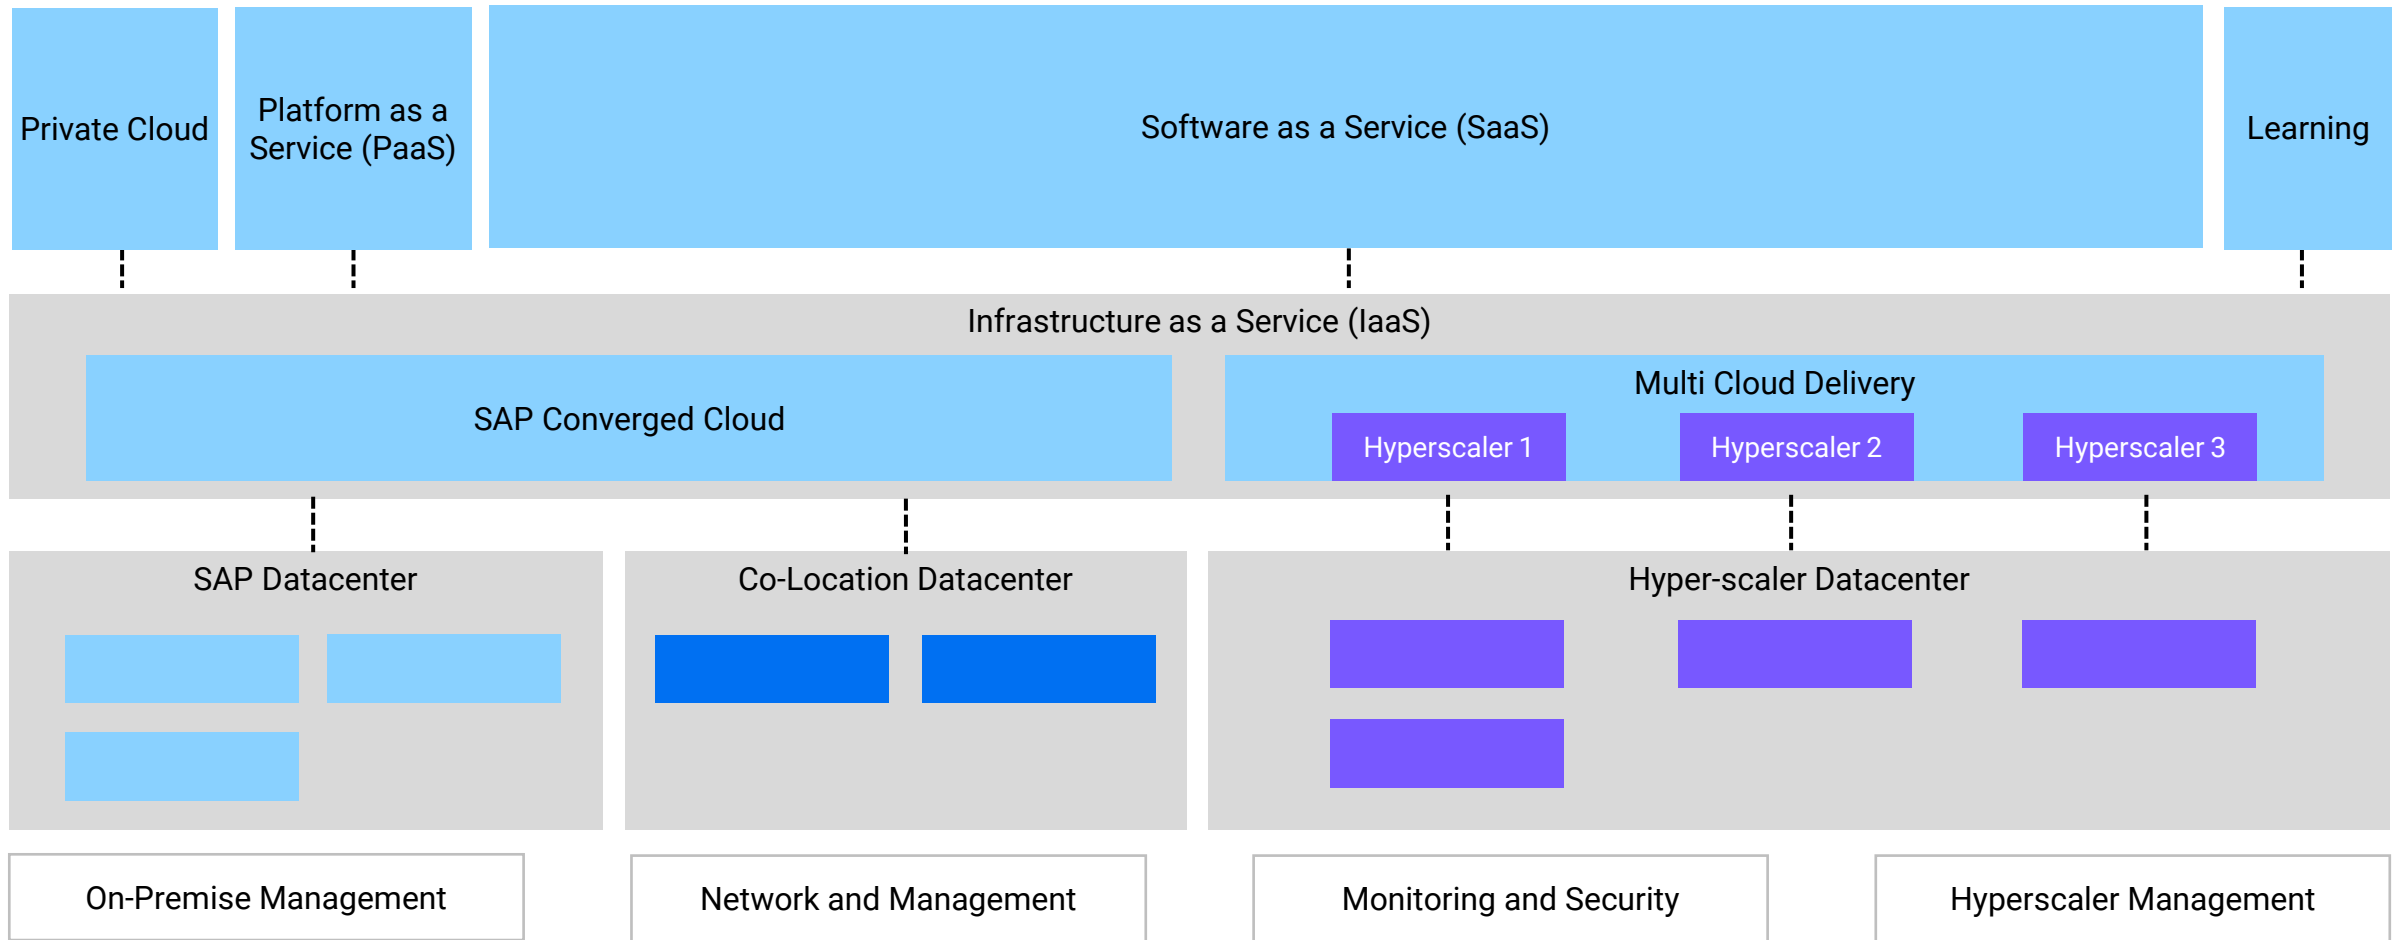 Private Cloud
Platform as a
Service (PaaS)
Software as a Service (SaaS)
Learning
Infrastructure as a Service (IaaS)
SAP Converged Cloud
Multi Cloud Delivery
Hyperscaler 1
Hyperscaler 2
Hyperscaler 3
SAP Datacenter
Co-Location Datacenter
Hyper-scaler Datacenter
On-Premise Management
Network and Management
Monitoring and Security
Hyperscaler Management